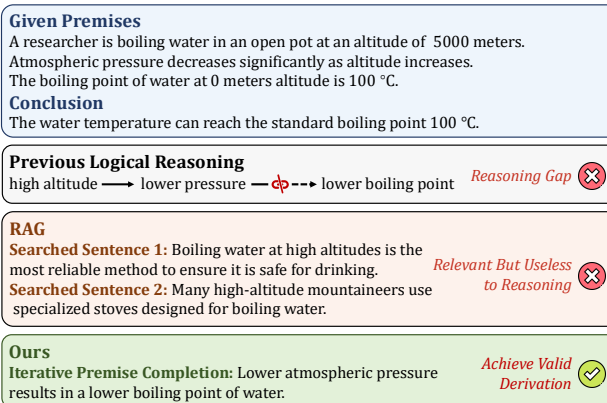 Given Premises
A researcher is boiling water in an open pot at an altitude of 5000 meters.
Atmospheric pressure decreases significantly as altitude increases.
The boiling point of water at 0 meters altitude is 100 °C.
Conclusion
The water temperature can reach the standard boiling point 100 °C.
Previous Logical Reasoning
high altitude → lower pressure → lower boiling point
Reasoning Gap
RAG
Searched Sentence 1: Boiling water at high altitudes is the
most reliable method to ensure it is safe for drinking.
Searched Sentence 2: Many high-altitude mountaineers use
specialized stoves designed for boiling water.
Relevant But Useless
to Reasoning
Ours
Iterative Premise Completion: Lower atmospheric pressure
results in a lower boiling point of water.
Achieve Valid
Derivation